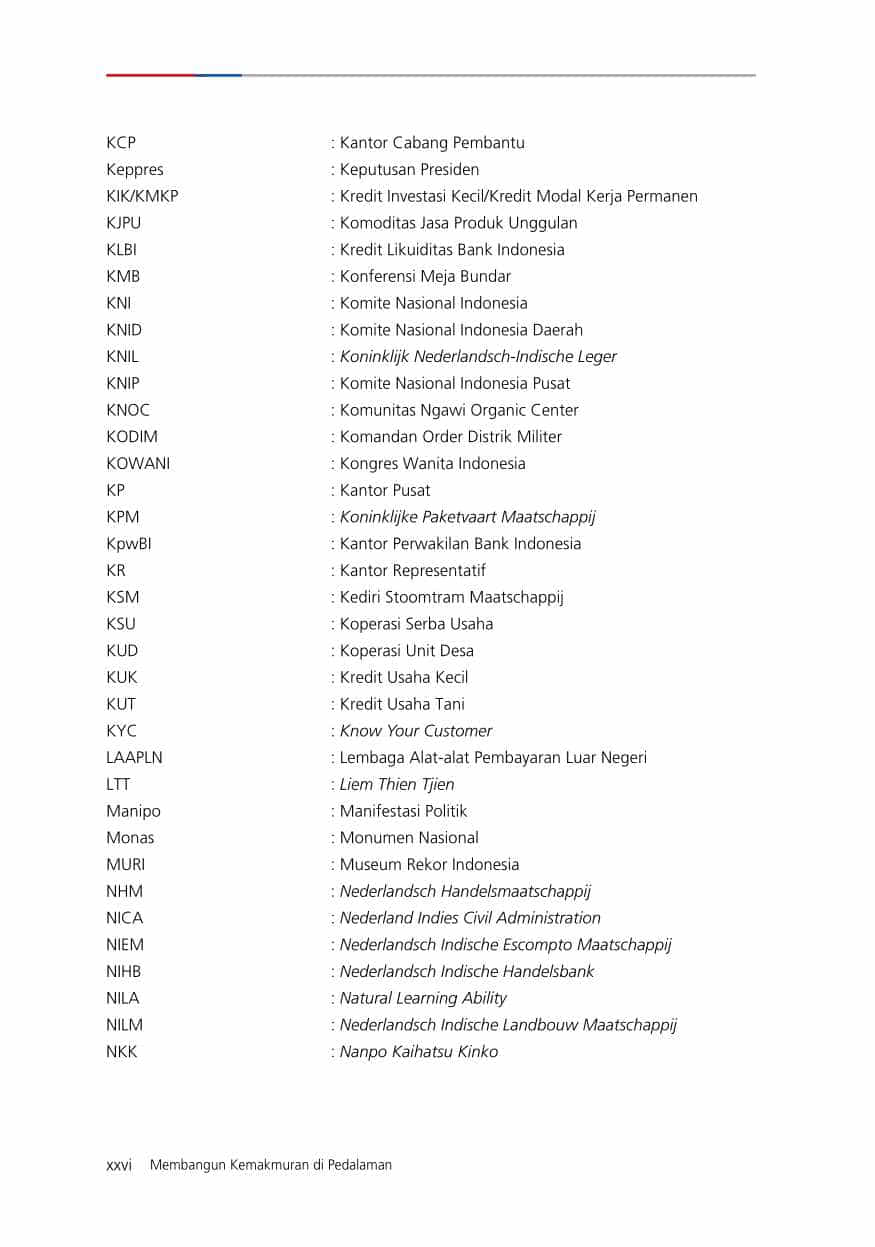 KCP : Kantor Cabang Pembantu
Keppres : Keputusan Presiden
KIK/KMKP : Kredit Investasi Kecil/Kredit Modal Kerja Permanen
KJPU : Komoditas Jasa Produk Unggulan
KLBI : Kredit Likuiditas Bank Indonesia
KMB : Konferensi Meja Bundar
KNI : Komite Nasional Indonesia
KNID : Komite Nasional Indonesia Daerah
KNIL : Koninklijk Nederlandsch-Indische Leger
KNIP : Komite Nasional Indonesia Pusat
KNOC : Komunitas Ngawi Organic Center
KODIM : Komandan Order Distrik Militer
KOWANI : Kongres Wanita Indonesia
KP : Kantor Pusat
KPM : Koninklijke Paketvaart Maatschappij
KpwBI : Kantor Perwakilan Bank Indonesia
KR : Kantor Representatif
KSM : Kediri Stoomtram Maatschappij
KSU : Koperasi Serba Usaha
KUD : Koperasi Unit Desa
KUK : Kredit Usaha Kecil
KUT : Kredit Usaha Tani
KYC : Know Your Customer
LAAPLN : Lembaga Alat-alat Pembayaran Luar Negeri
LTT : Liem Thien Tjien
Manipo : Manifestasi Politik
Monas : Monumen Nasional
MURI : Museum Rekor Indonesia
NHM : Nederlandsch Handelsmaatschappij
NICA : Nederland Indies Civil Administration
NIEM : Nederlandsch Indische Escompto Maatschappij
NIHB : Nederlandsch Indische Handelsbank
NILA : Natural Learning Ability
NILM : Nederlandsch Indische Landbouw Maatschappij
NKK : Nanpo Kaihatsu Kinko
xxvi Membangun Kemakmuran di Pedalaman